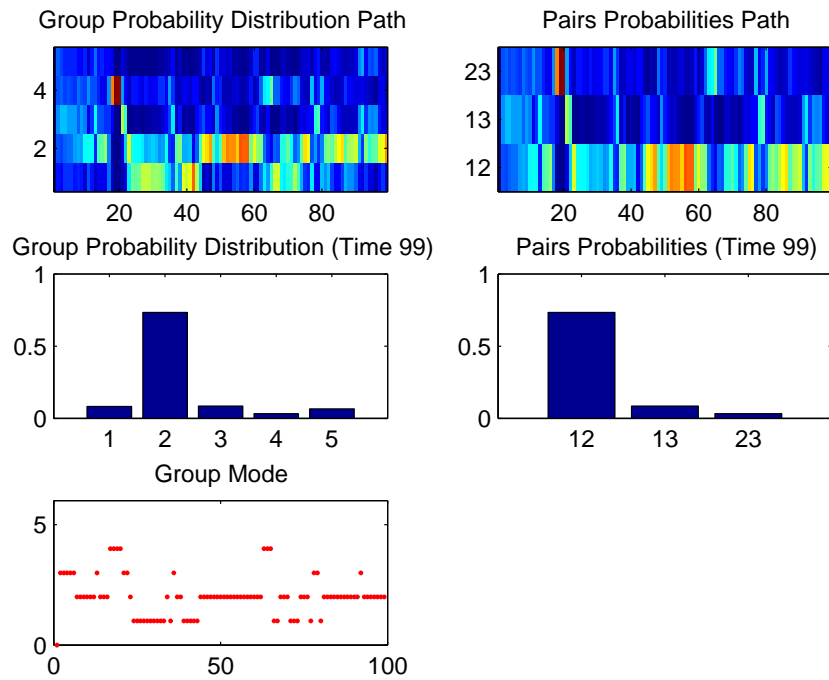 Group Probability Distribution Path
4
2
20 40 60 80
Pairs Probabilities Path
23
13
12
20 40 60 80
Group Probability Distribution (Time 99)
1
0.5
0
1 2 3 4 5
Pairs Probabilities (Time 99)
1
0.5
0
12 13 23
Group Mode
5
0
0 50 100